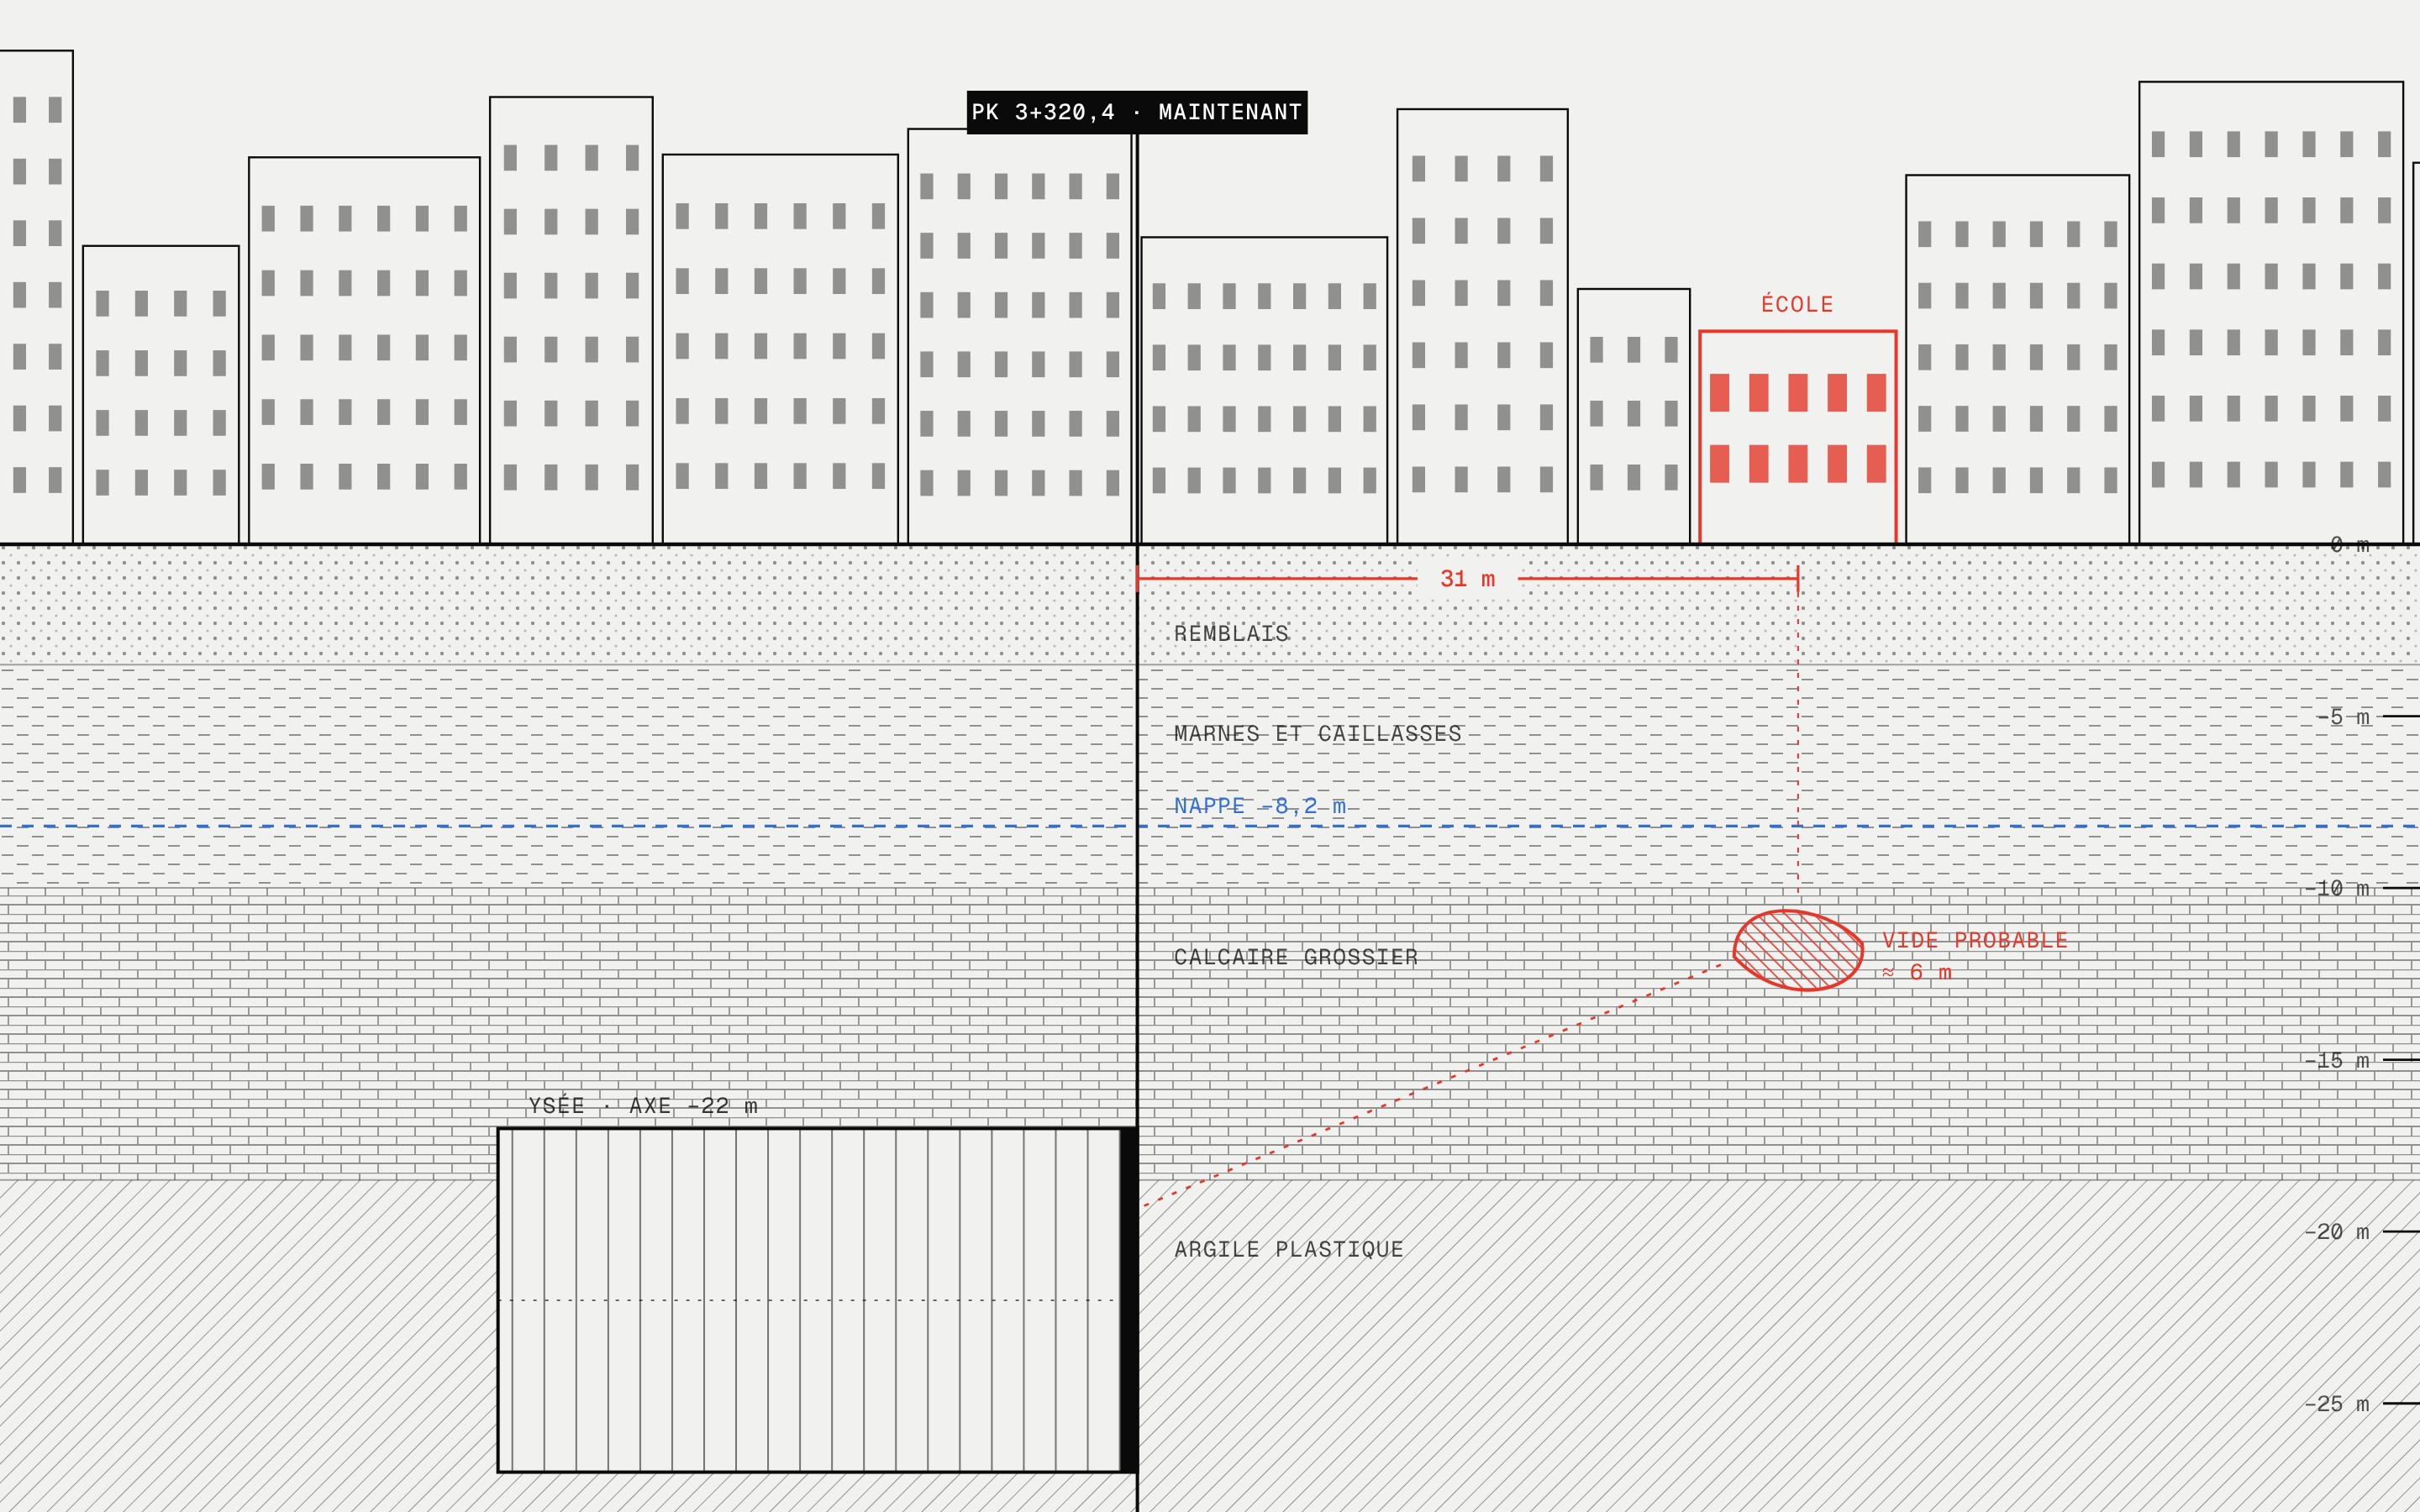 PK 3+320,4 · MAINTENANT
ÉCOLE
0 m
31 m
REMBLAIS
−5 m
MARNES ET CAILLASSES
NAPPE −8,2 m
−10 m
VIDE PROBABLE
≈ 6 m
CALCAIRE GROSSIER
−15 m
YSÉE · AXE −22 m
−20 m
ARGILE PLASTIQUE
−25 m